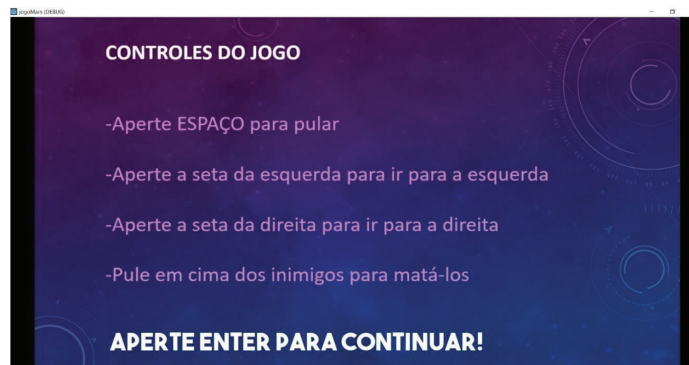 jogoMain (DEBUG)
CONTROLES DO JOGO
-Aperte ESPAÇO para pular
-Aperte a seta da esquerda para ir para a esquerda
-Aperte a seta da direita para ir para a direita
-Pule em cima dos inimigos para matá-los
APERTE ENTER PARA CONTINUAR!